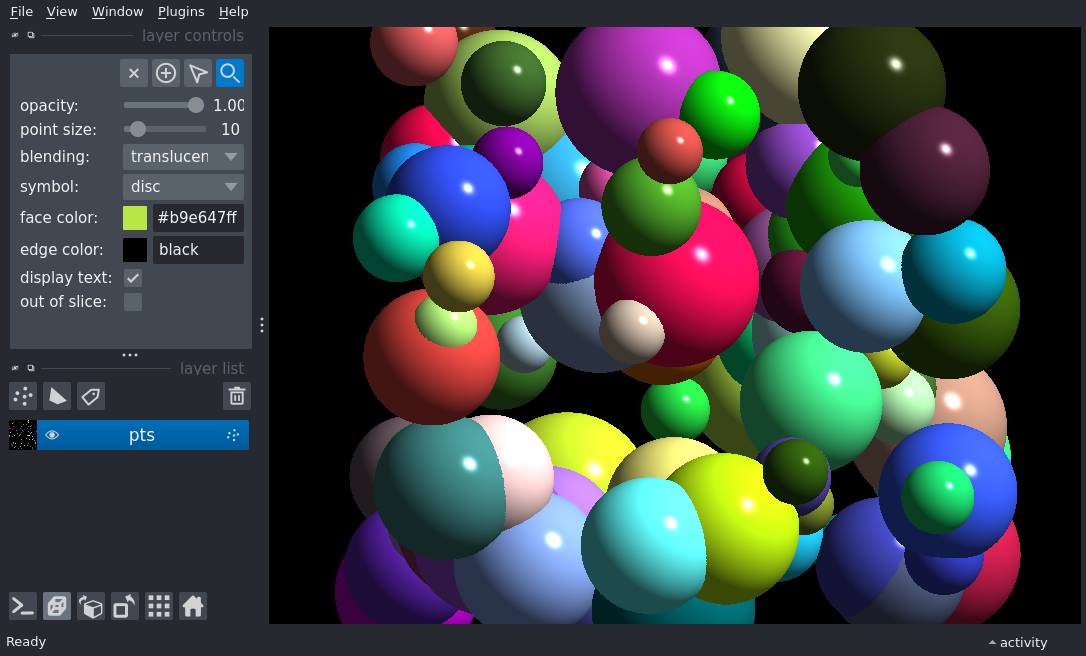 File View Window Plugins Help
layer controls
opacity: 1.00
point size: 10
blending: translucen
symbol: disc
face color: #b9e647ff
edge color: black
display text:
out of slice:
layer list
pts
Ready
activity